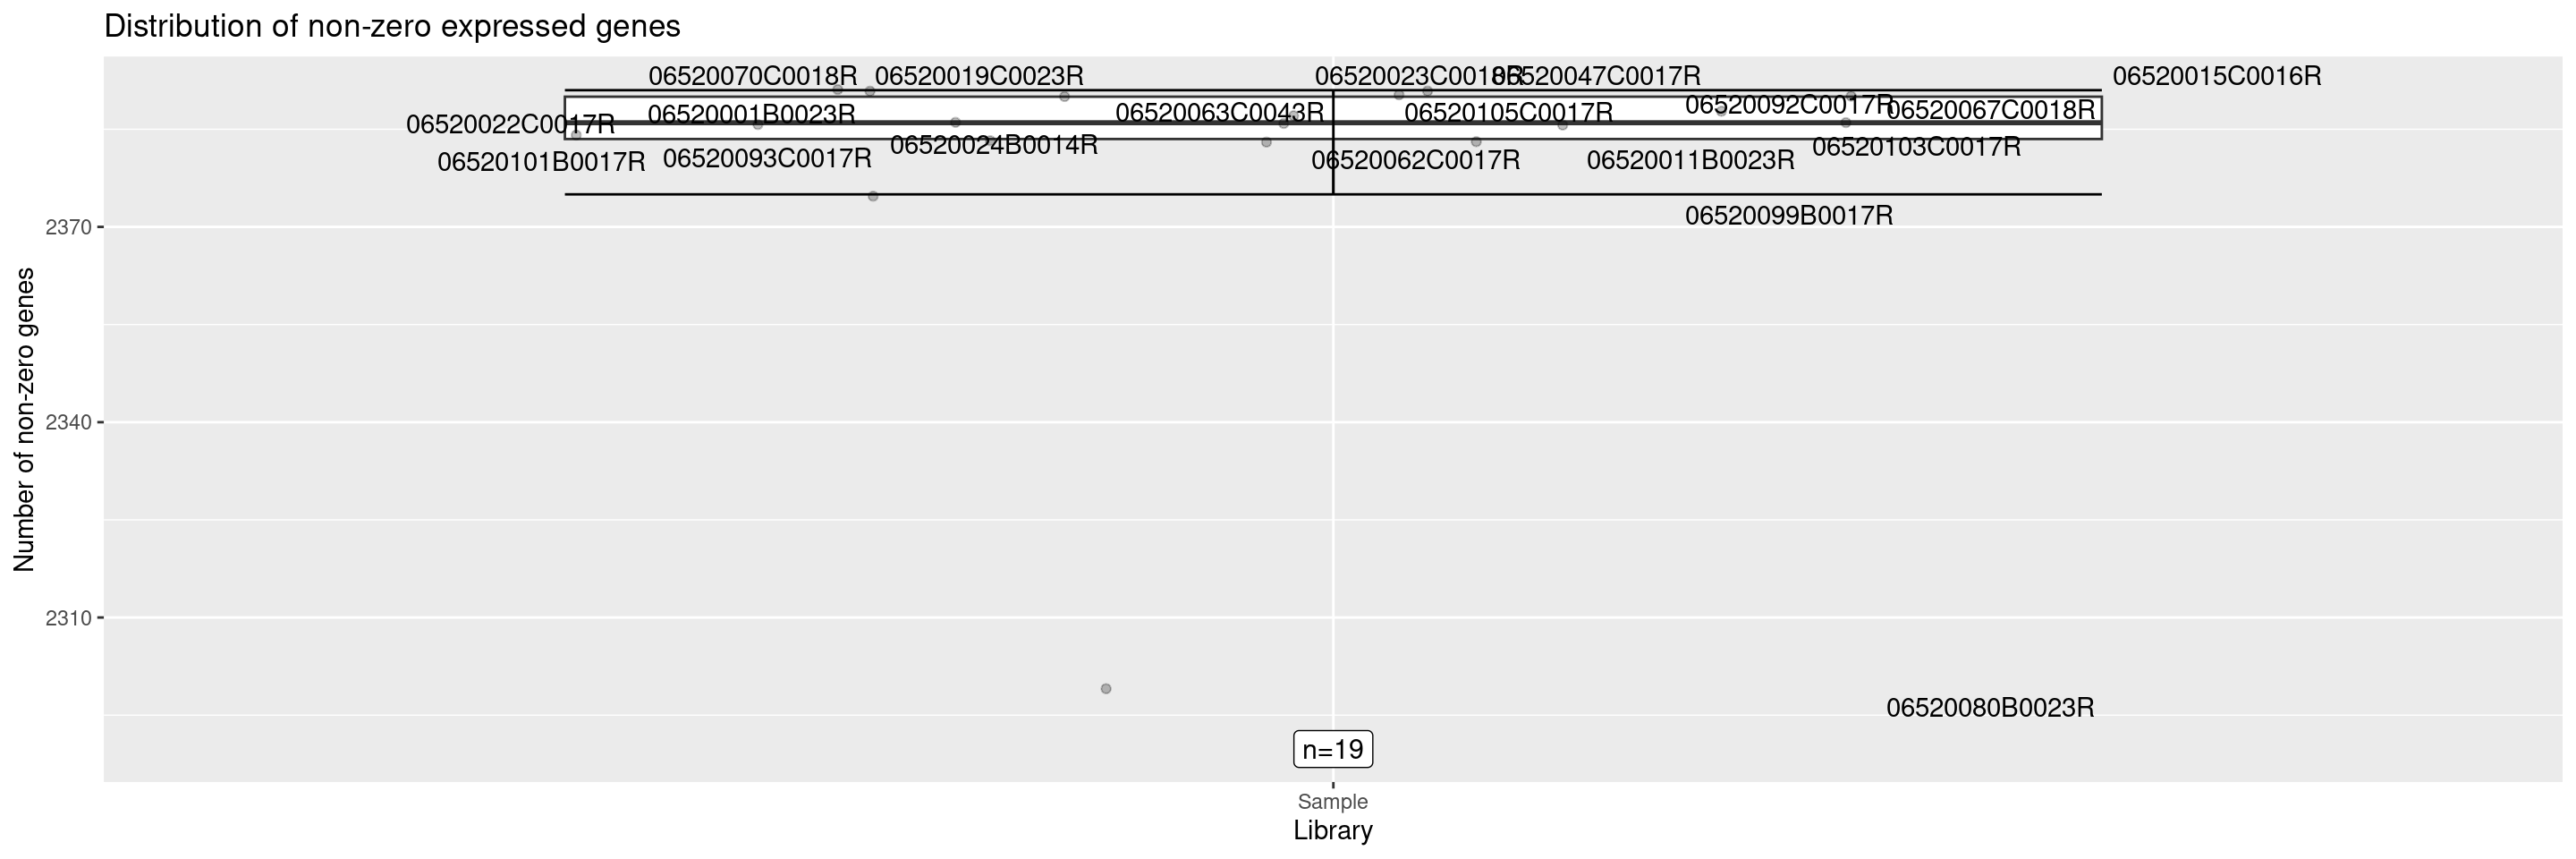 Distribution of non-zero expressed genes
06520070C0018R
06520019C0023R
06520023C0018R
06520047C0017R
06520015C0016R
06520092C0017R
06520067C0018R
06520001B0023R
06520063C0043R
06520105C0017R
06520022C0017R
06520024B0014R
06520103C0017R
06520101B0017R
06520093C0017R
06520062C0017R
06520011B0023R
06520099B0017R
2370
2340
2310
Number of non-zero genes
06520080B0023R
n=19
Sample
Library